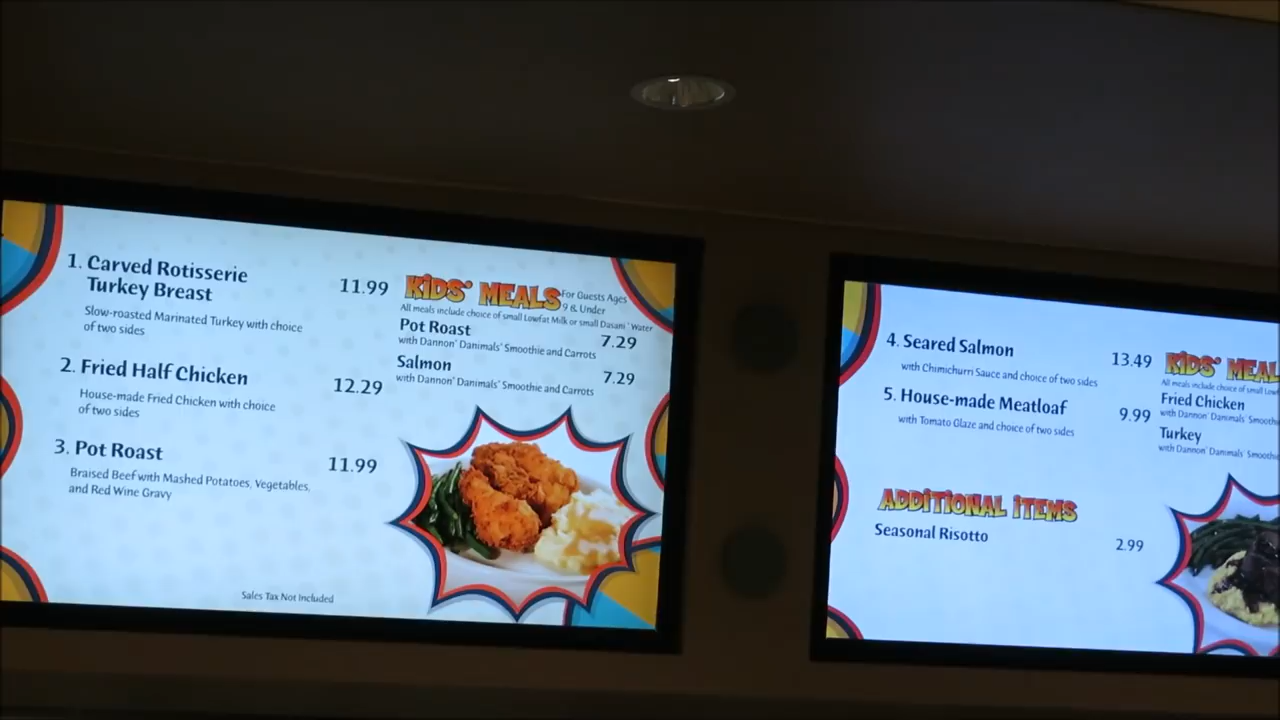 1. Carved Rotisserie
Turkey Breast
11.99
Slow-roasted Marinated Turkey with choice
of two sides
2. Fried Half Chicken
12.29
House-made Fried Chicken with choice
of two sides
3. Pot Roast
11.99
Braised Beef with Mashed Potatoes, Vegetables,
and Red Wine Gravy
KiDS' MEALS For Guests Ages
9 & Under
All meals include choice of small Lowfat Milk or small Dasani® Water
Pot Roast 7.29
with Dannon® Danimals® Smoothie and Carrots
Salmon 7.29
with Dannon® Danimals® Smoothie and Carrots
Sales Tax Not Included
4. Seared Salmon 13.49
with Chimichurri Sauce and choice of two sides
5. House-made Meatloaf 9.99
with Tomato Glaze and choice of two sides
ADDiTiONAL iTEMS
Seasonal Risotto 2.99
KiDS' MEAL
All meals include choice of small
Fried Chicken
with Dannon® Danimals® Smoothi
Turkey
with Dannon® Danimals® Smoothi